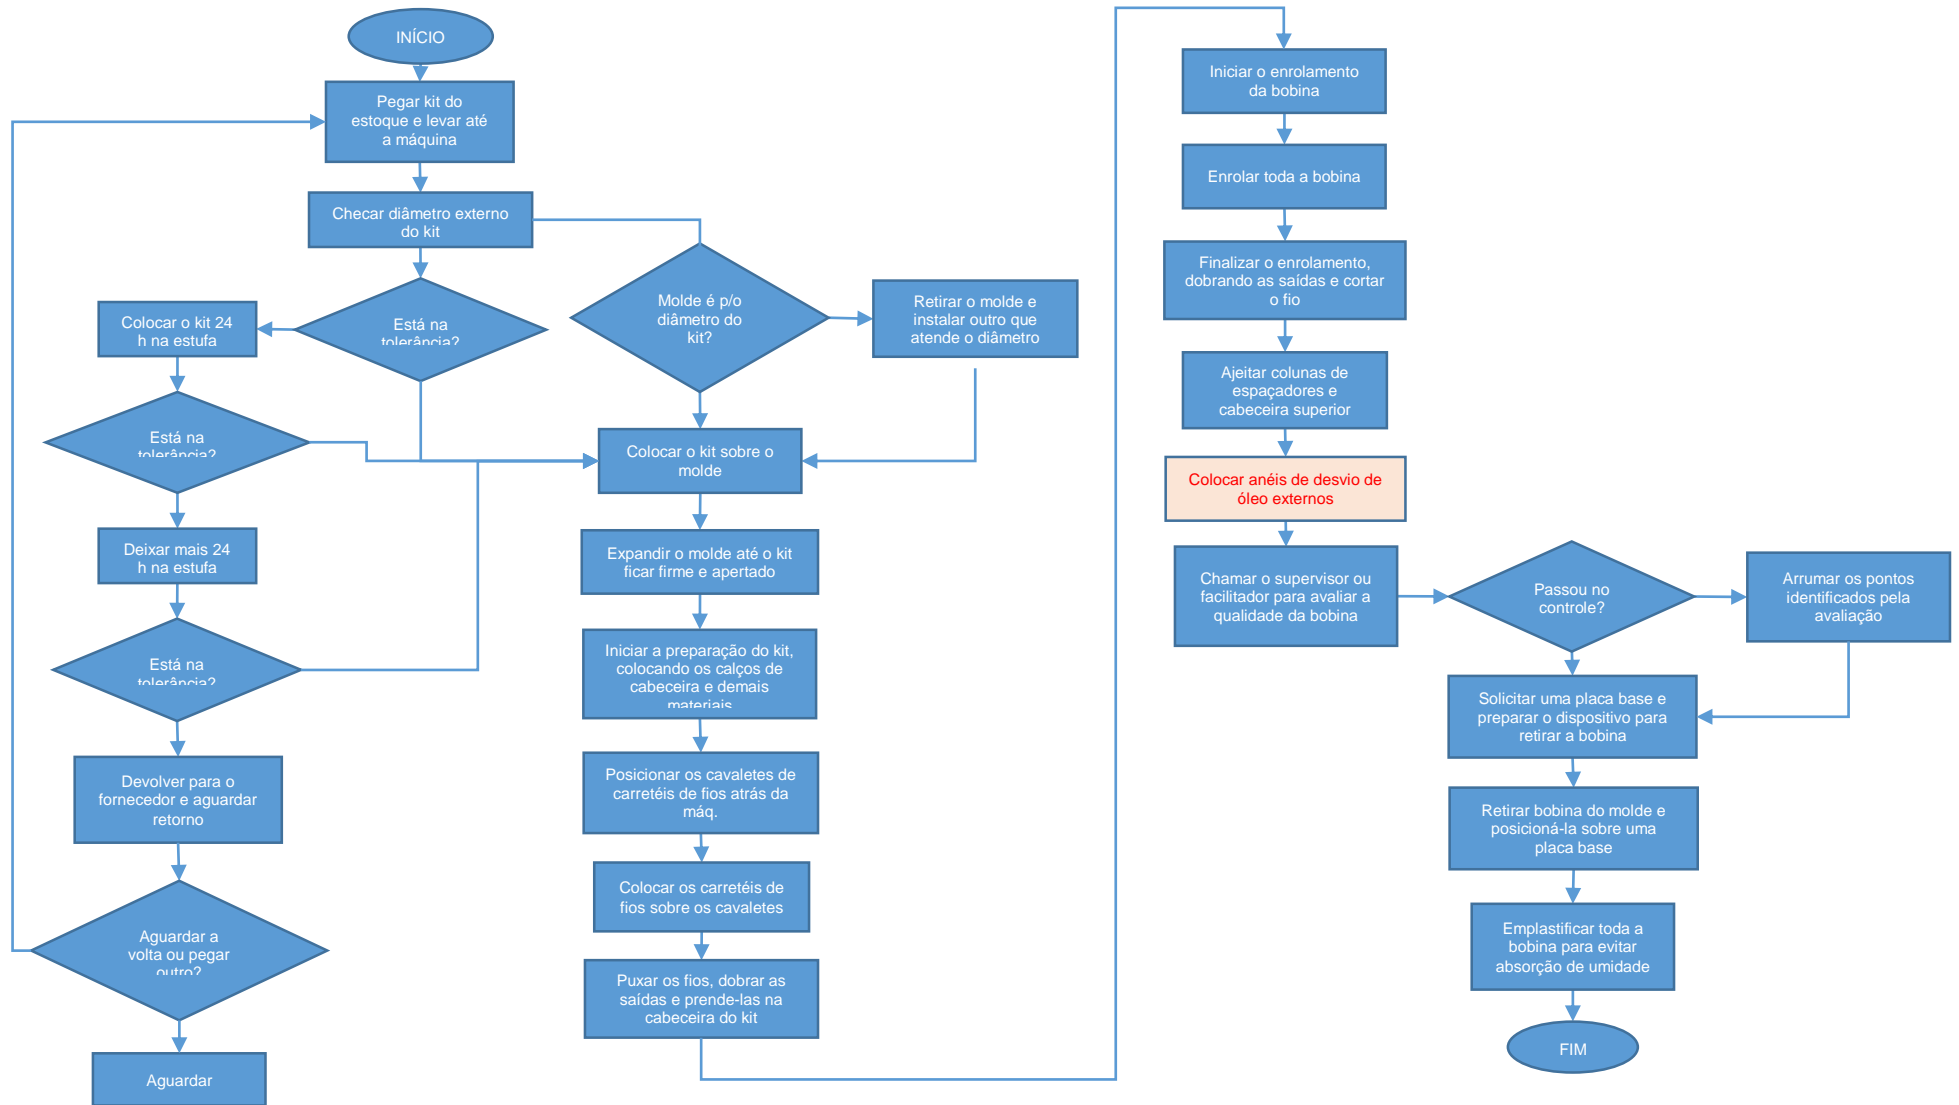 INÍCIO
Pegar kit do
estoque e levar até
a máquina
Checar diâmetro externo
do kit
Está na
tolerância?
Colocar o kit 24
h na estufa
Está na
tolerância?
Deixar mais 24
h na estufa
Está na
tolerância?
Devolver para o
fornecedor e aguardar
retorno
Aguardar a
volta ou pegar
outro?
Aguardar
Molde é p/o
diâmetro do
kit?
Retirar o molde e
instalar outro que
atende o diâmetro
Colocar o kit sobre o
molde
Expandir o molde até o kit
ficar firme e apertado
Iniciar a preparação do kit,
colocando os calços de
cabeceira e demais
materiais
Posicionar os cavaletes de
carretéis de fios atrás da
máq.
Colocar os carretéis de
fios sobre os cavaletes
Puxar os fios, dobrar as
saídas e prende-las na
cabeceira do kit
Iniciar o enrolamento
da bobina
Enrolar toda a bobina
Finalizar o enrolamento,
dobrando as saídas e cortar
o fio
Ajeitar colunas de
espaçadores e
cabeceira superior
Colocar anéis de desvio de
óleo externos
Chamar o supervisor ou
facilitador para avaliar a
qualidade da bobina
Passou no
controle?
Arrumar os pontos
identificados pela
avaliação
Solicitar uma placa base e
preparar o dispositivo para
retirar a bobina
Retirar bobina do molde e
posicioná-la sobre uma
placa base
Emplastificar toda a
bobina para evitar
absorção de umidade
FIM